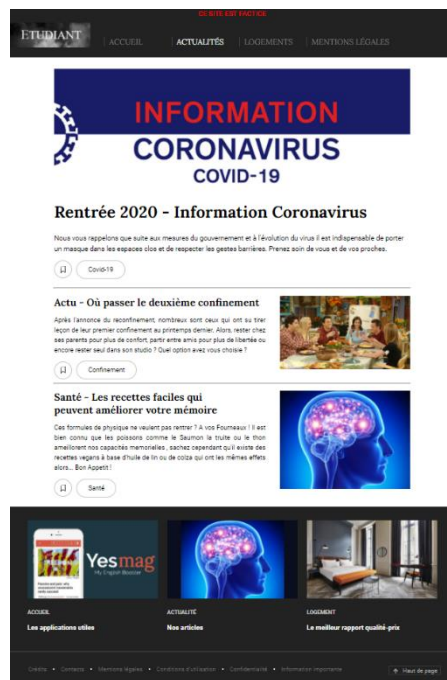 CE SITE EST FACTICE
ETUDIANT
ACCUEIL
ACTUALITÉS
LOGEMENTS
MENTIONS LÉGALES
INFORMATION
CORONAVIRUS
COVID-19
Rentrée 2020 - Information Coronavirus
Nous vous rappelons que suite aux mesures du gouvernement et à l'évolution du virus il est indispensable de porter
un masque dans les espaces clos et de respecter les gestes barrières. Prenez soin de vous et de vos proches.
Covid-19
Actu - Où passer le deuxième confinement
Après l'annonce du reconfinement, nombreux sont ceux qui ont su tirer
leçon de leur premier confinement au printemps dernier. Alors, rester chez
ses parents pour plus de confort, partir entre amis pour plus de libertée ou
encore rester seul dans son studio ? Quel option avez vous choisie ?
Confinement
Santé - Les recettes faciles qui
peuvent améliorer votre mémoire
Ces formules de physique ne veulent pas rentrer ? A vos Fourneaux ! Il est
bien connu que les poissons comme le Saumon la truite ou le thon
ameliorent nos capacités memorielles , sachez cependant qu'il existe des
recettes vegans à base d'huile de lin ou de colza qui ont les mêmes effets
alors... Bon Appetit !
Santé
Yesmag
My English Booster
ACCUEIL
Les applications utiles
ACTUALITÉ
Nos articles
LOGEMENT
Le meilleur rapport qualité-prix
Crédits • Contacts • Mentions légales • Conditions d'utilisation • Confidentialité • Information importante
Haut de page